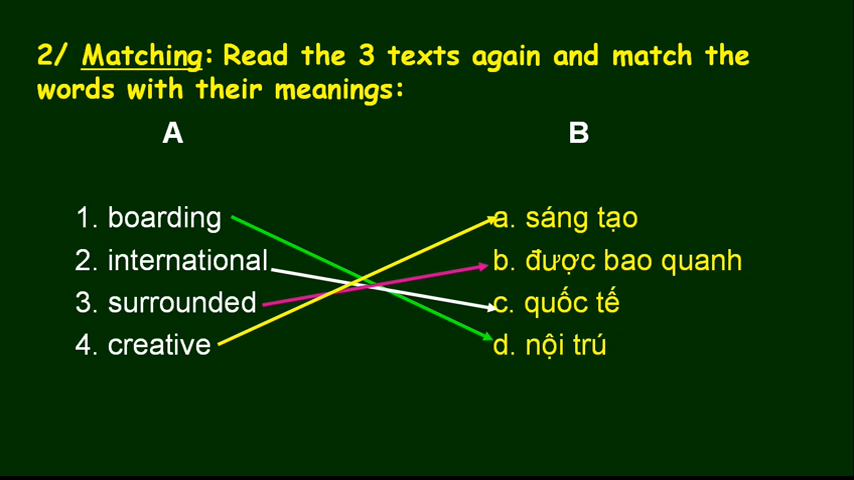 2/ Matching: Read the 3 texts again and match the
words with their meanings:
A B
1. boarding a. sáng tạo
2. international b. được bao quanh
3. surrounded c. quốc tế
4. creative d. nội trú